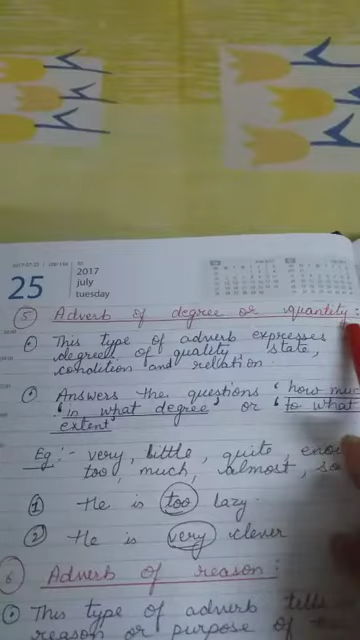 25
2017
july
tuesday
⑤ Adverb of degree or quantity:
This type of adverb expresses
degree of quality state,
condition and relation.
Answers the questions 'how much
'in what degree' or 'to what
extent'
Eg:- very, little, quite,
too, much, almost, so
① He is too lazy.
② He is very clever
6 Adverb of reason:
This type of adverb tells
reason or purpose of